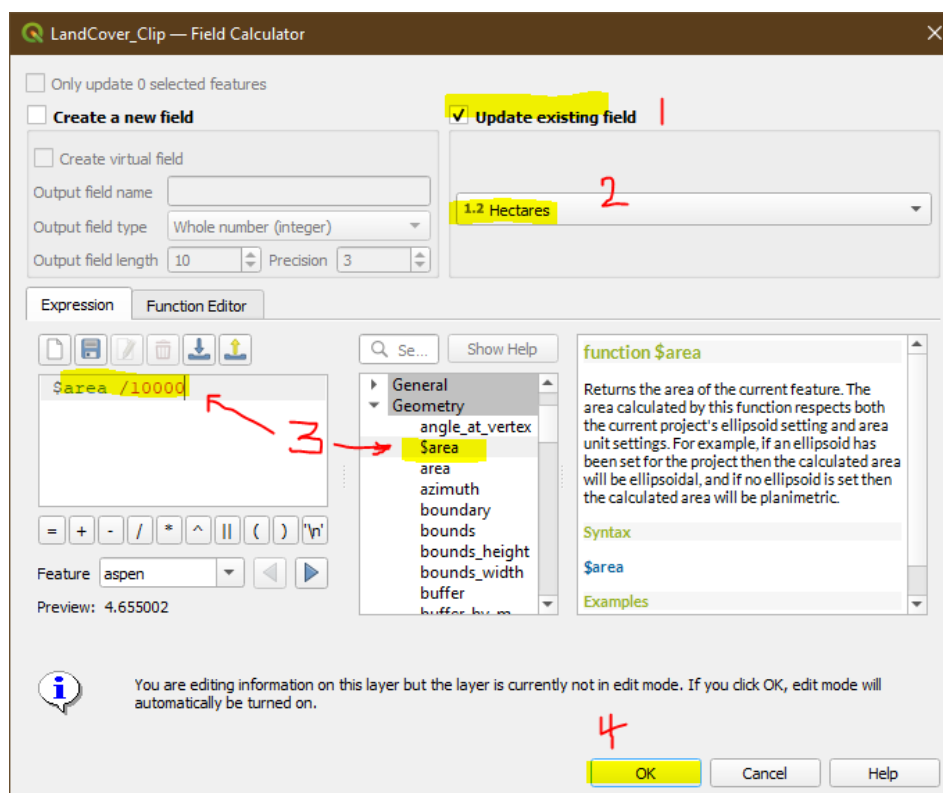 LandCover_Clip — Field Calculator
Only update 0 selected features
Create a new field
Update existing field
1
Create virtual field
Output field name
Output field type Whole number (integer)
Output field length 10 Precision 3
1.2 Hectares
2
Expression Function Editor
Se... Show Help
$area /10000
3
General
Geometry
angle_at_vertex
$area
area
azimuth
boundary
bounds
bounds_height
bounds_width
buffer
buffer_by_m
function $area
Returns the area of the current feature. The
area calculated by this function respects both
the current project's ellipsoid setting and area
unit settings. For example, if an ellipsoid has
been set for the project then the calculated area
will be ellipsoidal, and if no ellipsoid is set then
the calculated area will be planimetric.
Syntax
$area
Examples
= + - / * ^ || ( ) '\n'
Feature aspen
Preview: 4.655002
You are editing information on this layer but the layer is currently not in edit mode. If you click OK, edit mode will
automatically be turned on.
4
OK Cancel Help